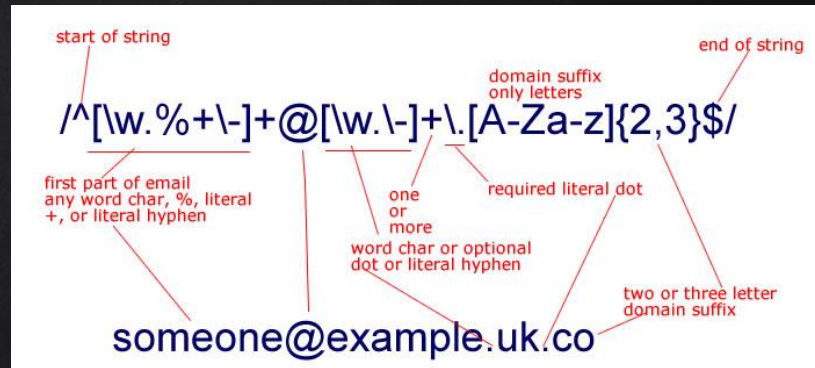 start of string
end of string
domain suffix
only letters
/^[\w.%+\-]+@[\w.\-]+\.[A-Za-z]{2,3}$/
first part of email
any word char, %, literal
+, or literal hyphen
one
or
more
required literal dot
word char or optional
dot or literal hyphen
two or three letter
domain suffix
someone@example.uk.co